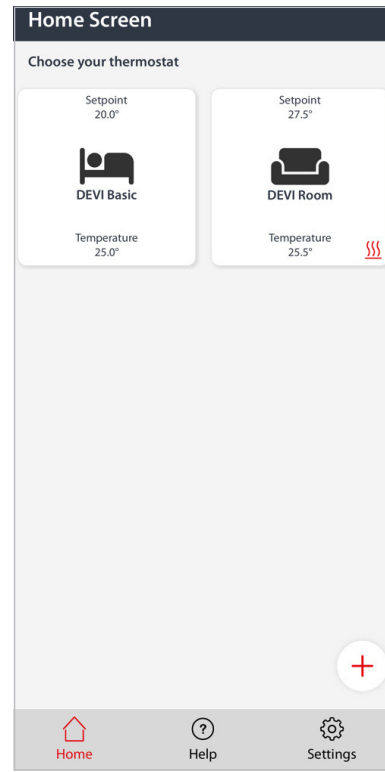 Home Screen
Choose your thermostat
Setpoint
20.0°
DEVI Basic
Temperature
25.0°
Setpoint
27.5°
DEVI Room
Temperature
25.5°
Home
Help
Settings